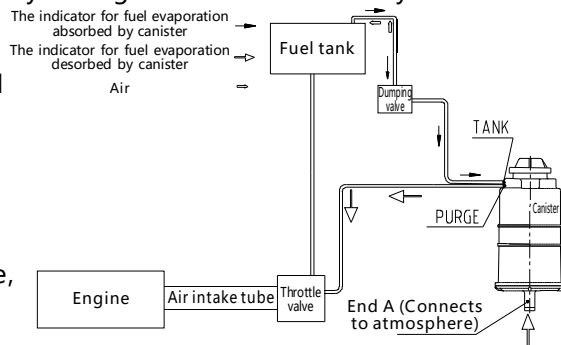 The indicator for fuel evaporation
absorbed by canister
The indicator for fuel evaporation
desorbed by canister
Air
Fuel tank
Dumping
valve
TANK
PURGE
Canister
e,
Engine
Air intake tube
Throttle
valve
End A (Connects
to atmosphere)